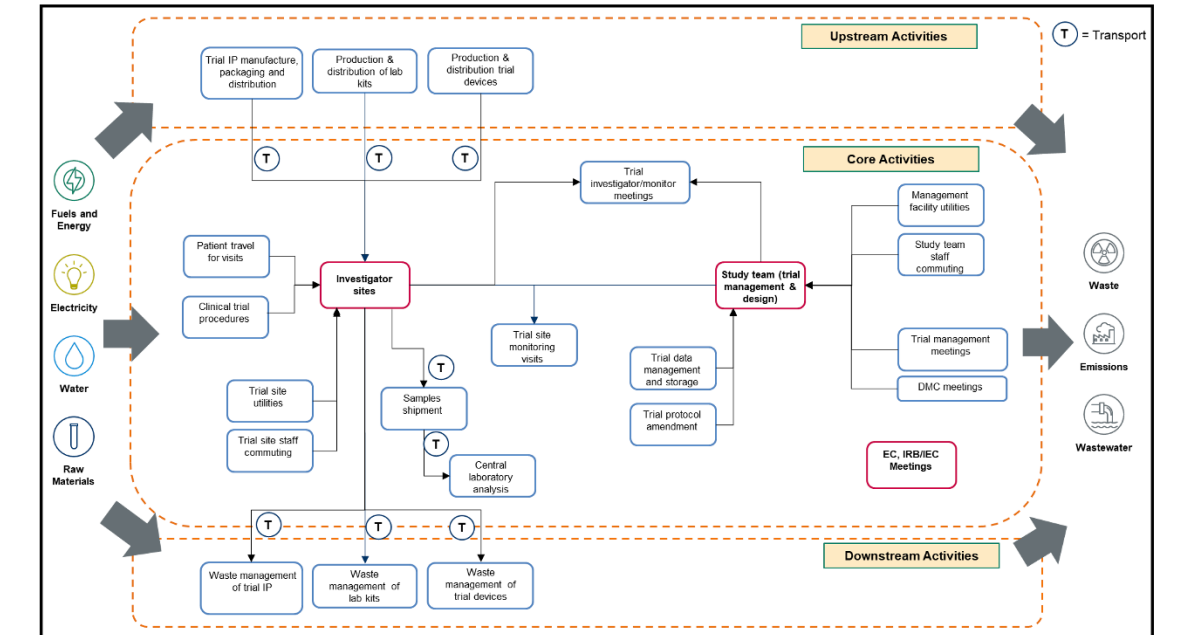 Upstream Activities
T
= Transport
Trial IP manufacture,
packaging and
distribution
Production &
distribution of lab
kits
Production &
distribution trial
devices
T
T
T
Core Activities
Trial
investigator/monitor
meetings
Management
facility utilities
Study team
staff
commuting
Fuels and
Energy
Electricity
Water
Raw
Materials
Patient travel
for visits
Clinical trial
procedures
Investigator
sites
Study team (trial
management &
design)
Trial site
monitoring
visits
Trial management
meetings
DMC meetings
Trial data
management
and storage
Trial protocol
amendment
T
Samples
shipment
T
Central
laboratory
analysis
Trial site
utilities
Trial site staff
commuting
EC, IRB/IEC
Meetings
Waste
Emissions
Wastewater
T
T
T
Downstream Activities
Waste management
of trial IP
Waste
management of
lab kits
Waste
management of
trial devices